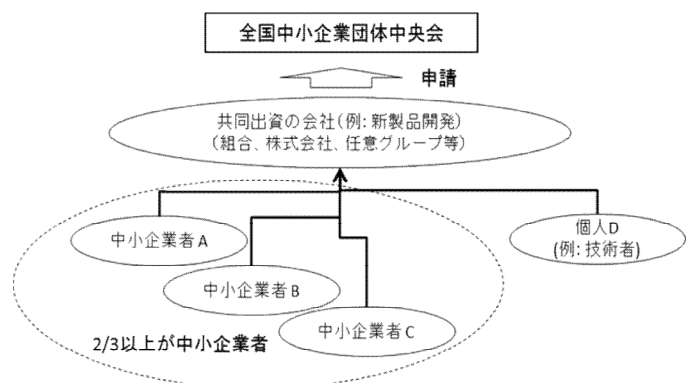 全国中小企業団体中央会
申請
共同出資の会社(例: 新製品開発)
(組合、株式会社、任意グループ等)
中小企業者A
個人D
(例: 技術者)
中小企業者B
中小企業者C
2/3以上が中小企業者